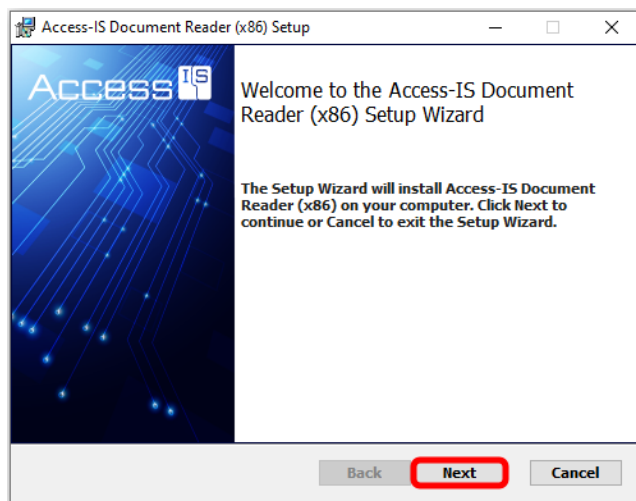 Access-IS Document Reader (x86) Setup
Access IS
Welcome to the Access-IS Document
Reader (x86) Setup Wizard
The Setup Wizard will install Access-IS Document
Reader (x86) on your computer. Click Next to
continue or Cancel to exit the Setup Wizard.
Back Next Cancel